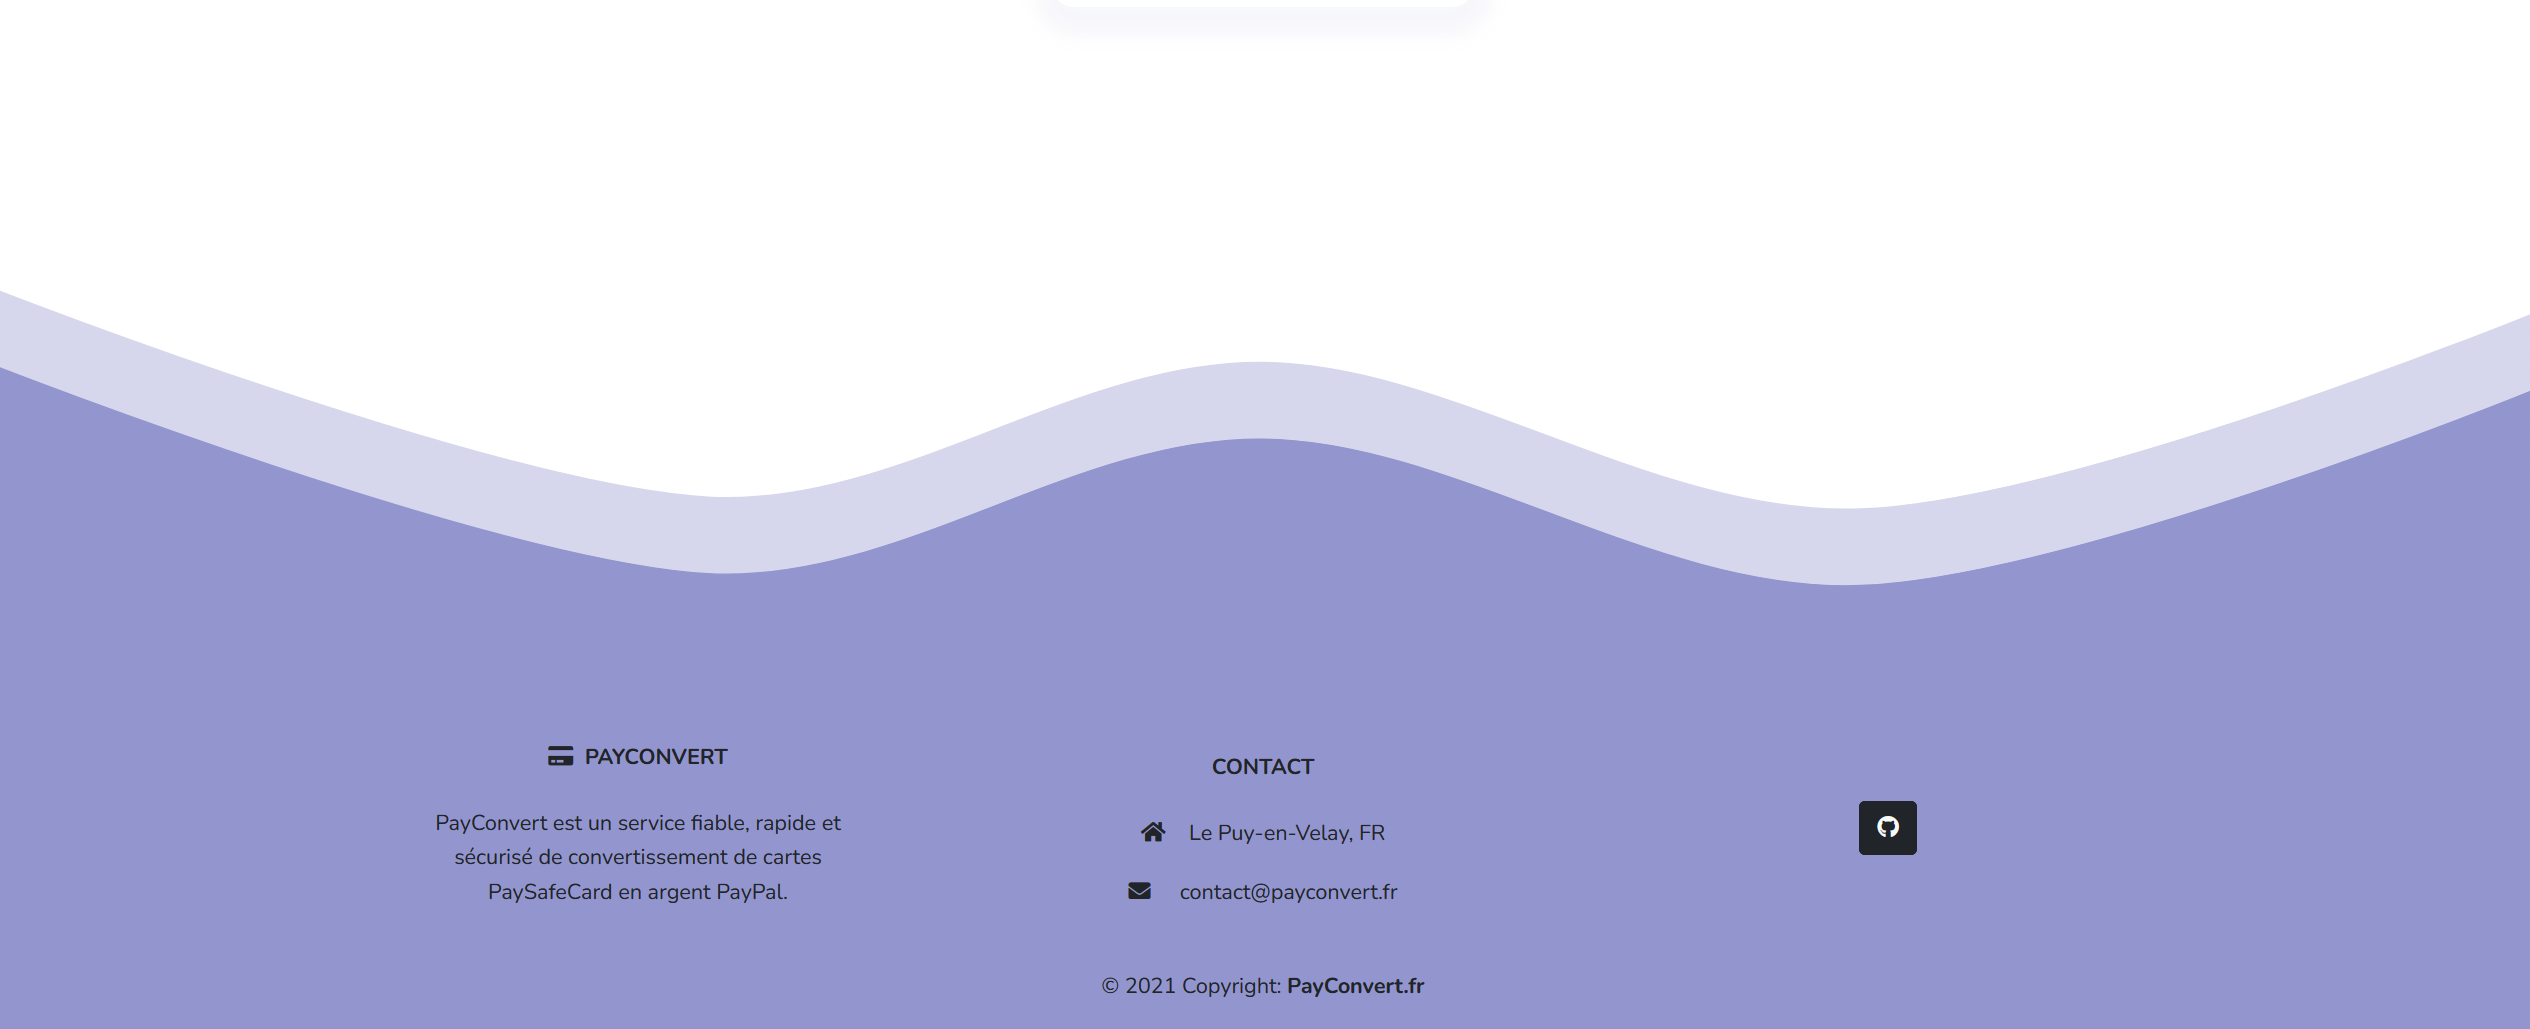 PAYCONVERT
PayConvert est un service fiable, rapide et
sécurisé de convertissement de cartes
PaySafeCard en argent PayPal.
CONTACT
Le Puy-en-Velay, FR
contact@payconvert.fr
© 2021 Copyright: PayConvert.fr